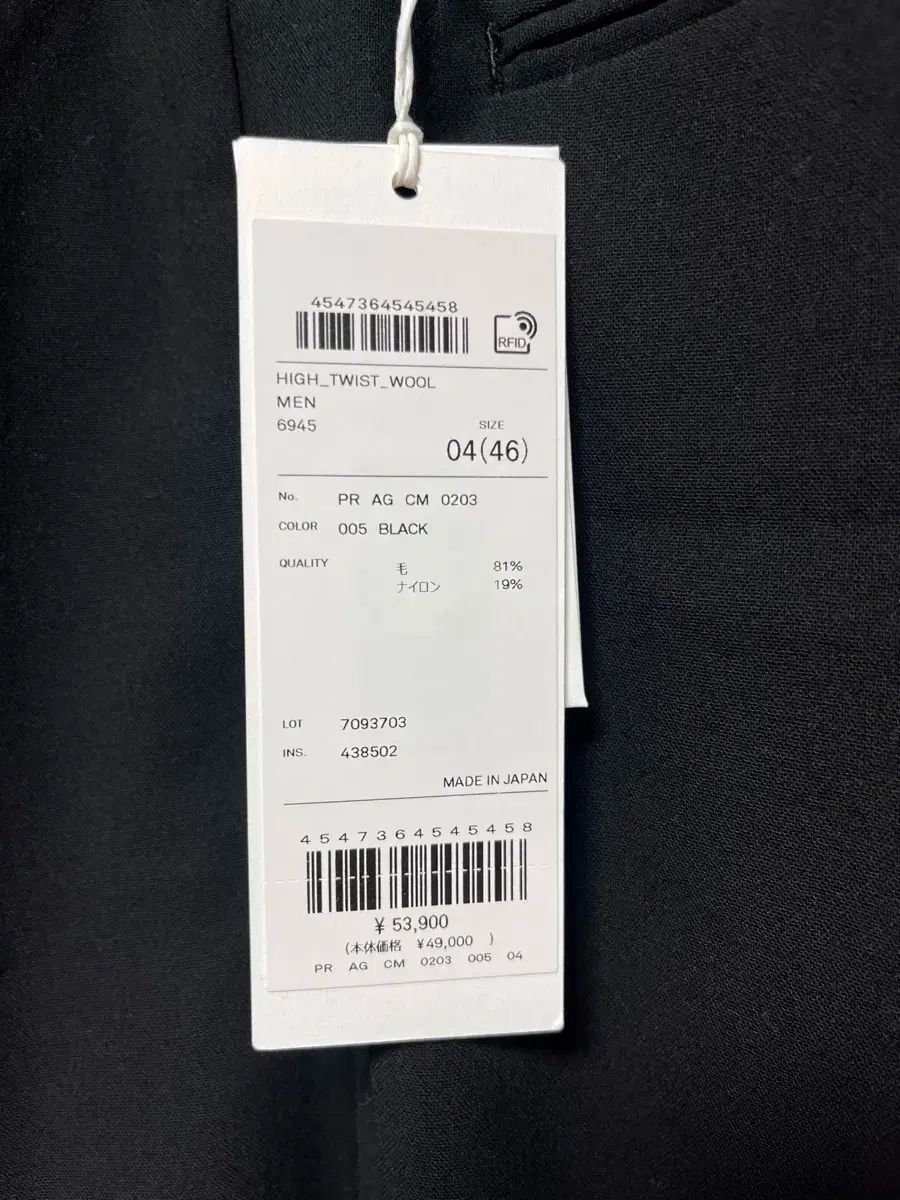 4547364545458
RFID
HIGH_TWIST_WOOL
MEN
6945
SIZE
04(46)
No. PR AG CM 0203
COLOR 005 BLACK
QUALITY 毛 81%
ナイロン 19%
LOT 7093703
INS. 438502
MADE IN JAPAN
4547364545458
¥ 53,900
(本体価格 ¥49,000 )
PR AG CM 0203 005 04